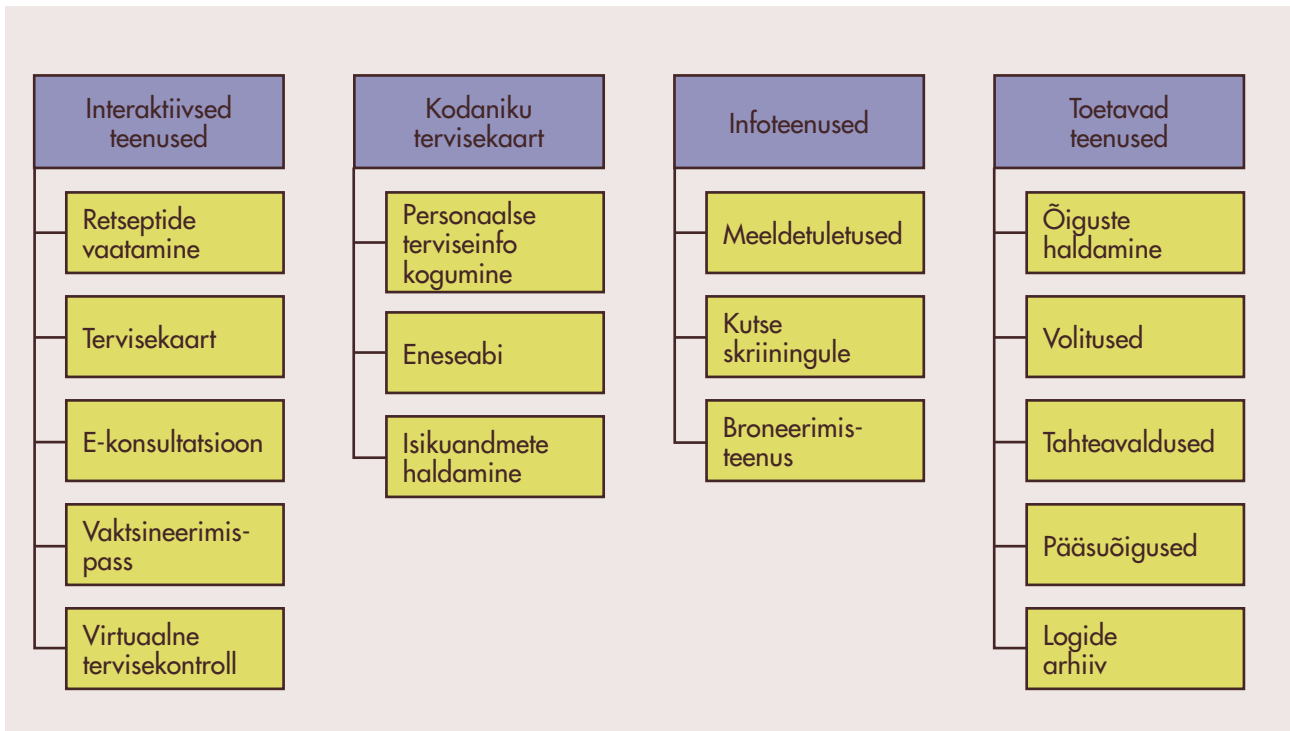 Interaktiivsed
teenused
Retseptide
vaatamine
Tervisekaart
E-konsultatsioon
Vaktsineerimis-
pass
Virtuaalne
tervisekontroll
Kodaniku
tervisekaart
Personaalse
terviseinfo
kogumine
Eneseabi
Isikuandmete
haldamine
Infoteenused
Meeldetuletused
Kutse
skriiningule
Broneerimis-
teenus
Toetavad
teenused
Õiguste
haldamine
Volitused
Tahteavaldused
Pääsuõigused
Logide
arhiiv